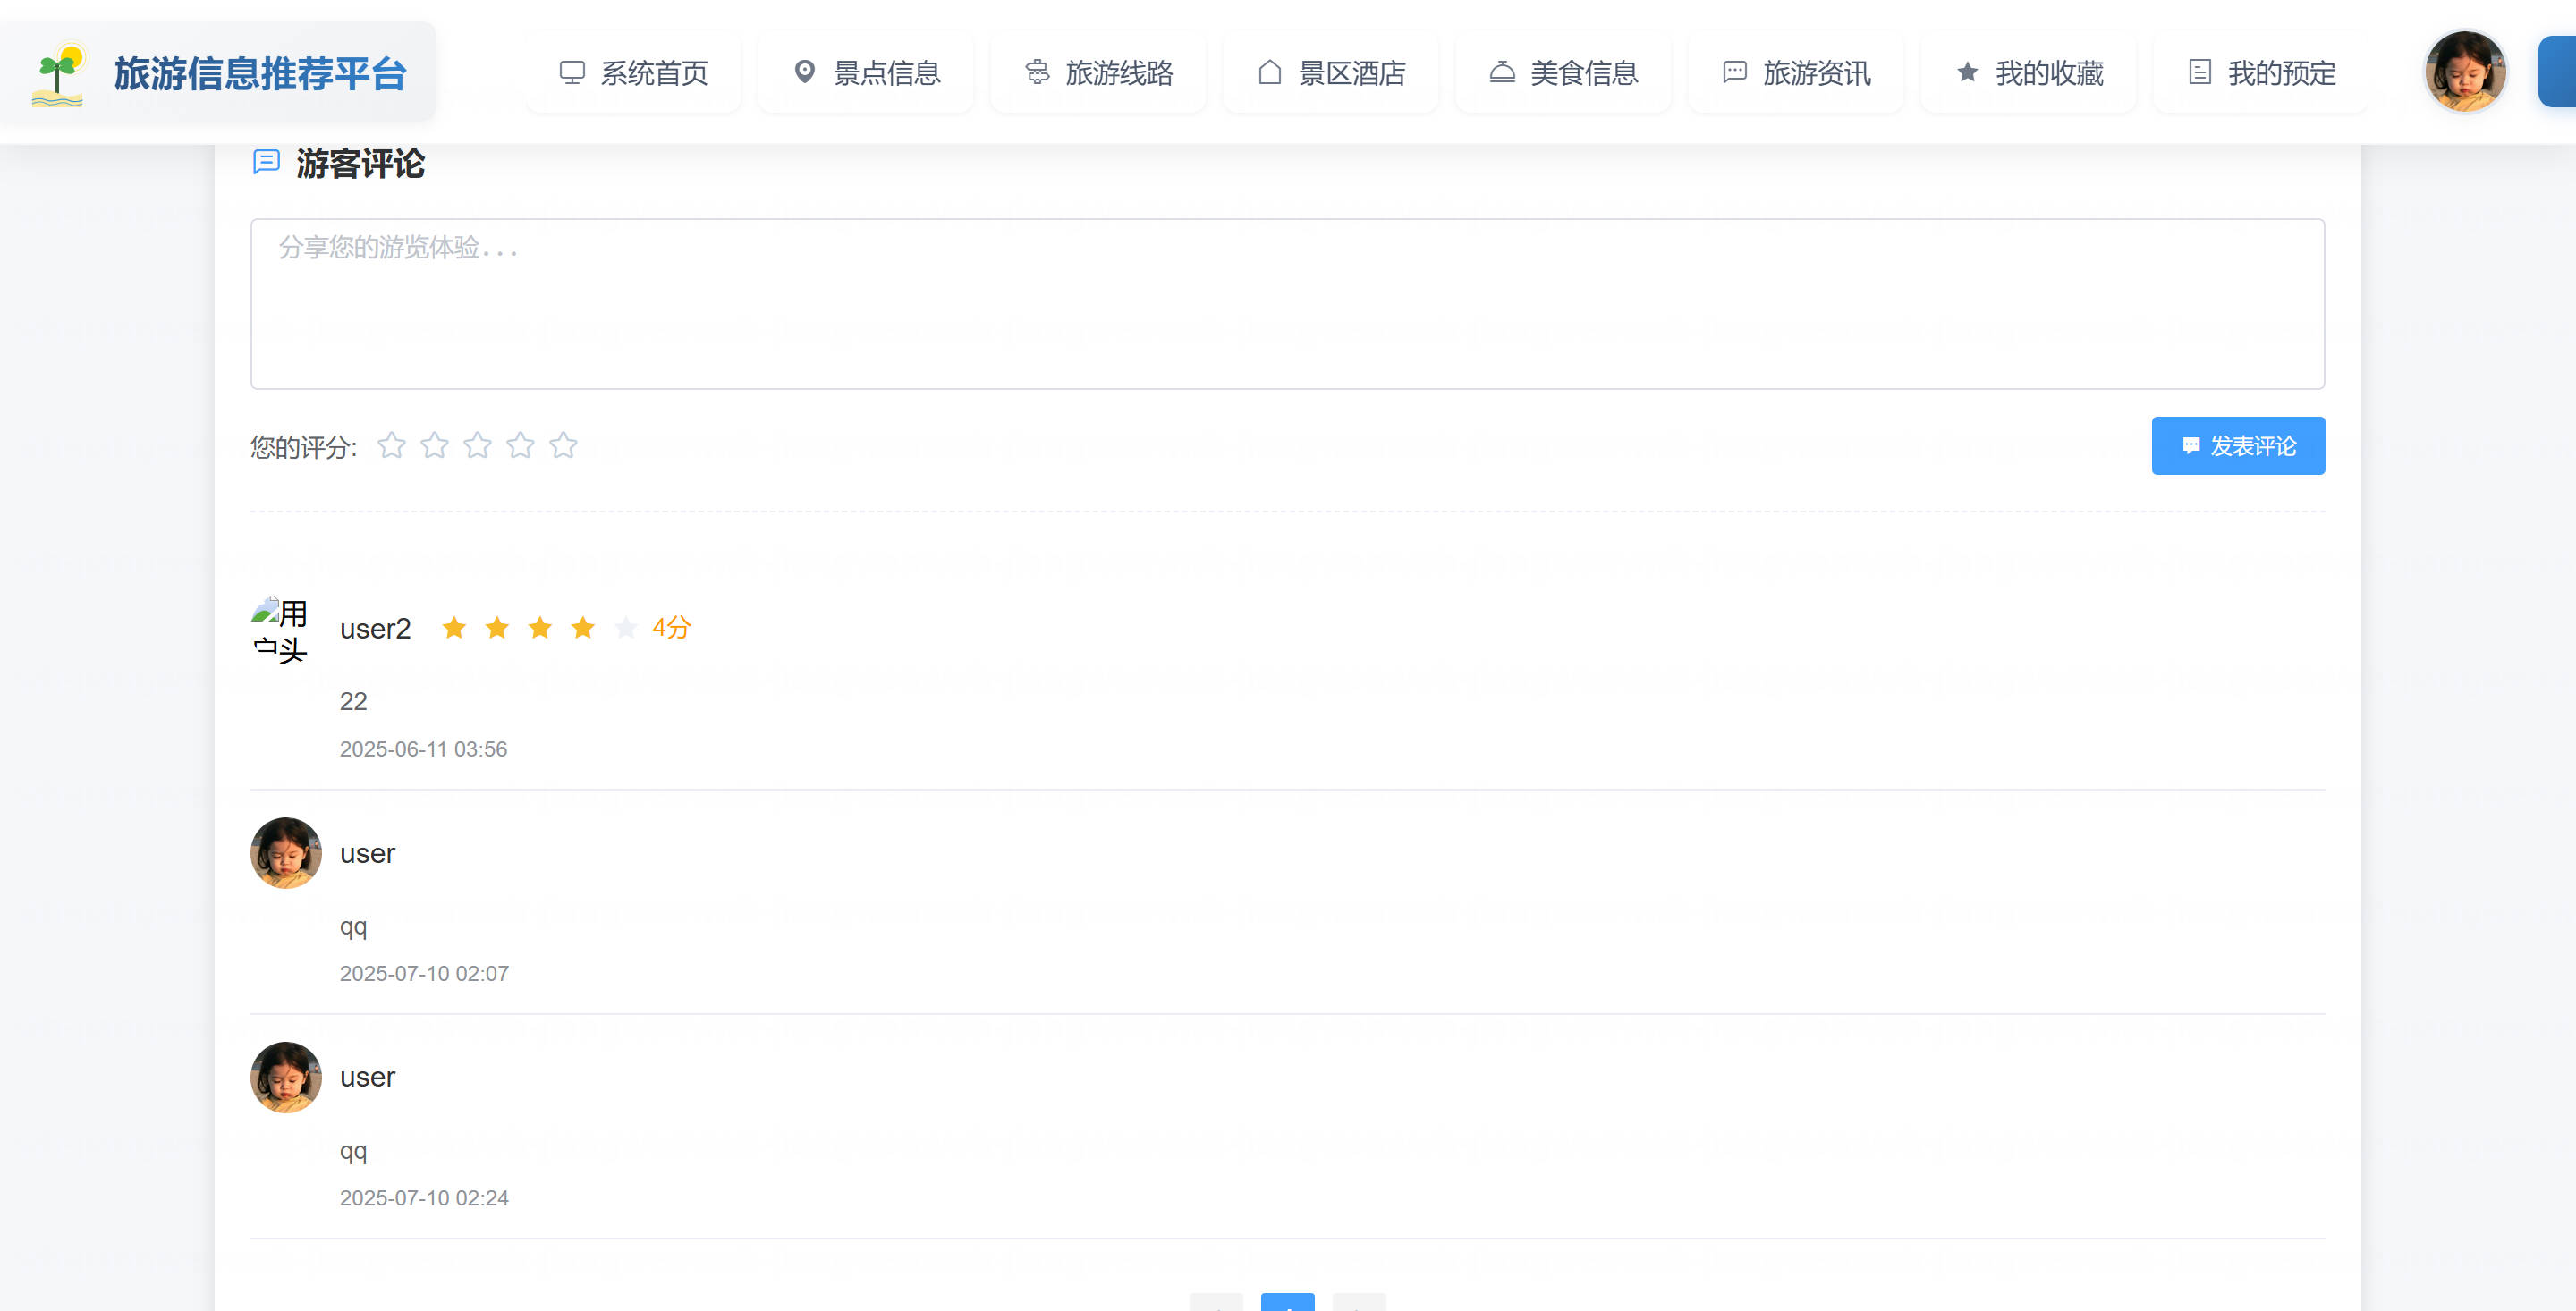 旅游信息推荐平台
系统首页
景点信息
旅游线路
景区酒店
美食信息
旅游资讯
我的收藏
我的预定
游客评论
分享您的游览体验...
您的评分:
发表评论
用
户头
user2
4分
22
2025-06-11 03:56
user
qq
2025-07-10 02:07
user
qq
2025-07-10 02:24